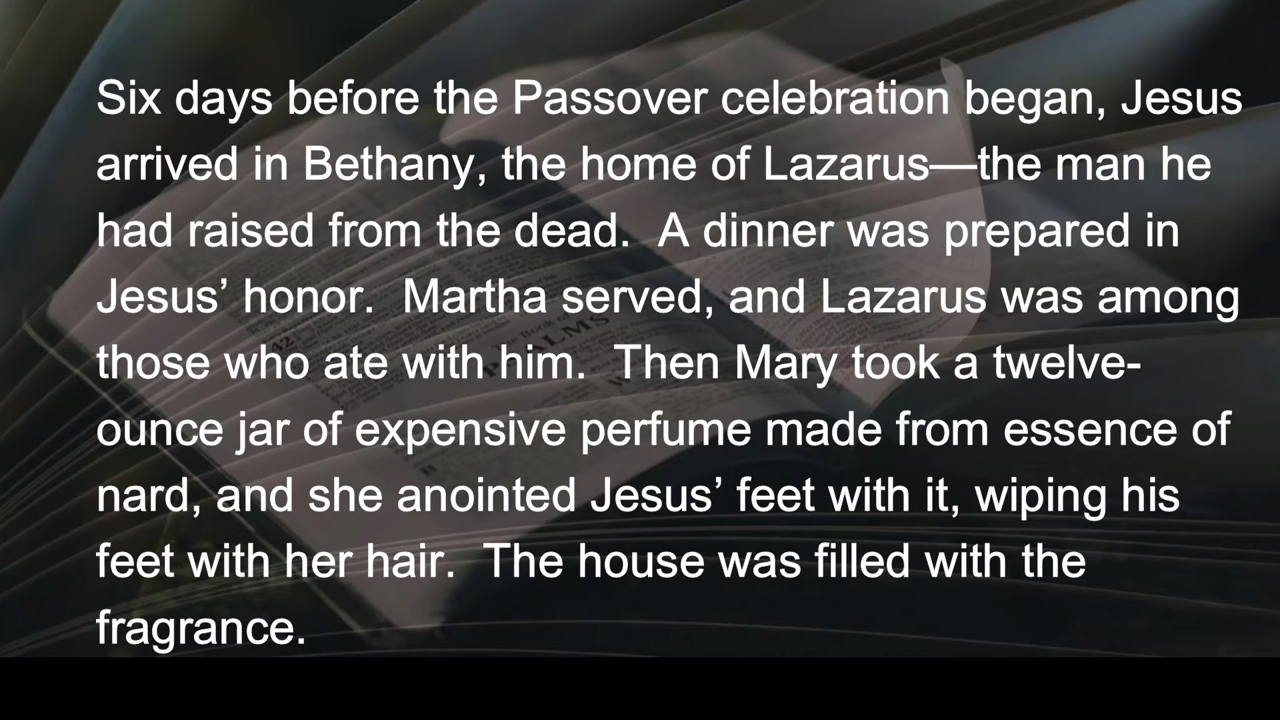 Six days before the Passover celebration began, Jesus
arrived in Bethany, the home of Lazarus—the man he
had raised from the dead.  A dinner was prepared in
Jesus’ honor.  Martha served, and Lazarus was among
those who ate with him.  Then Mary took a twelve-
ounce jar of expensive perfume made from essence of
nard, and she anointed Jesus’ feet with it, wiping his
feet with her hair.  The house was filled with the
fragrance.